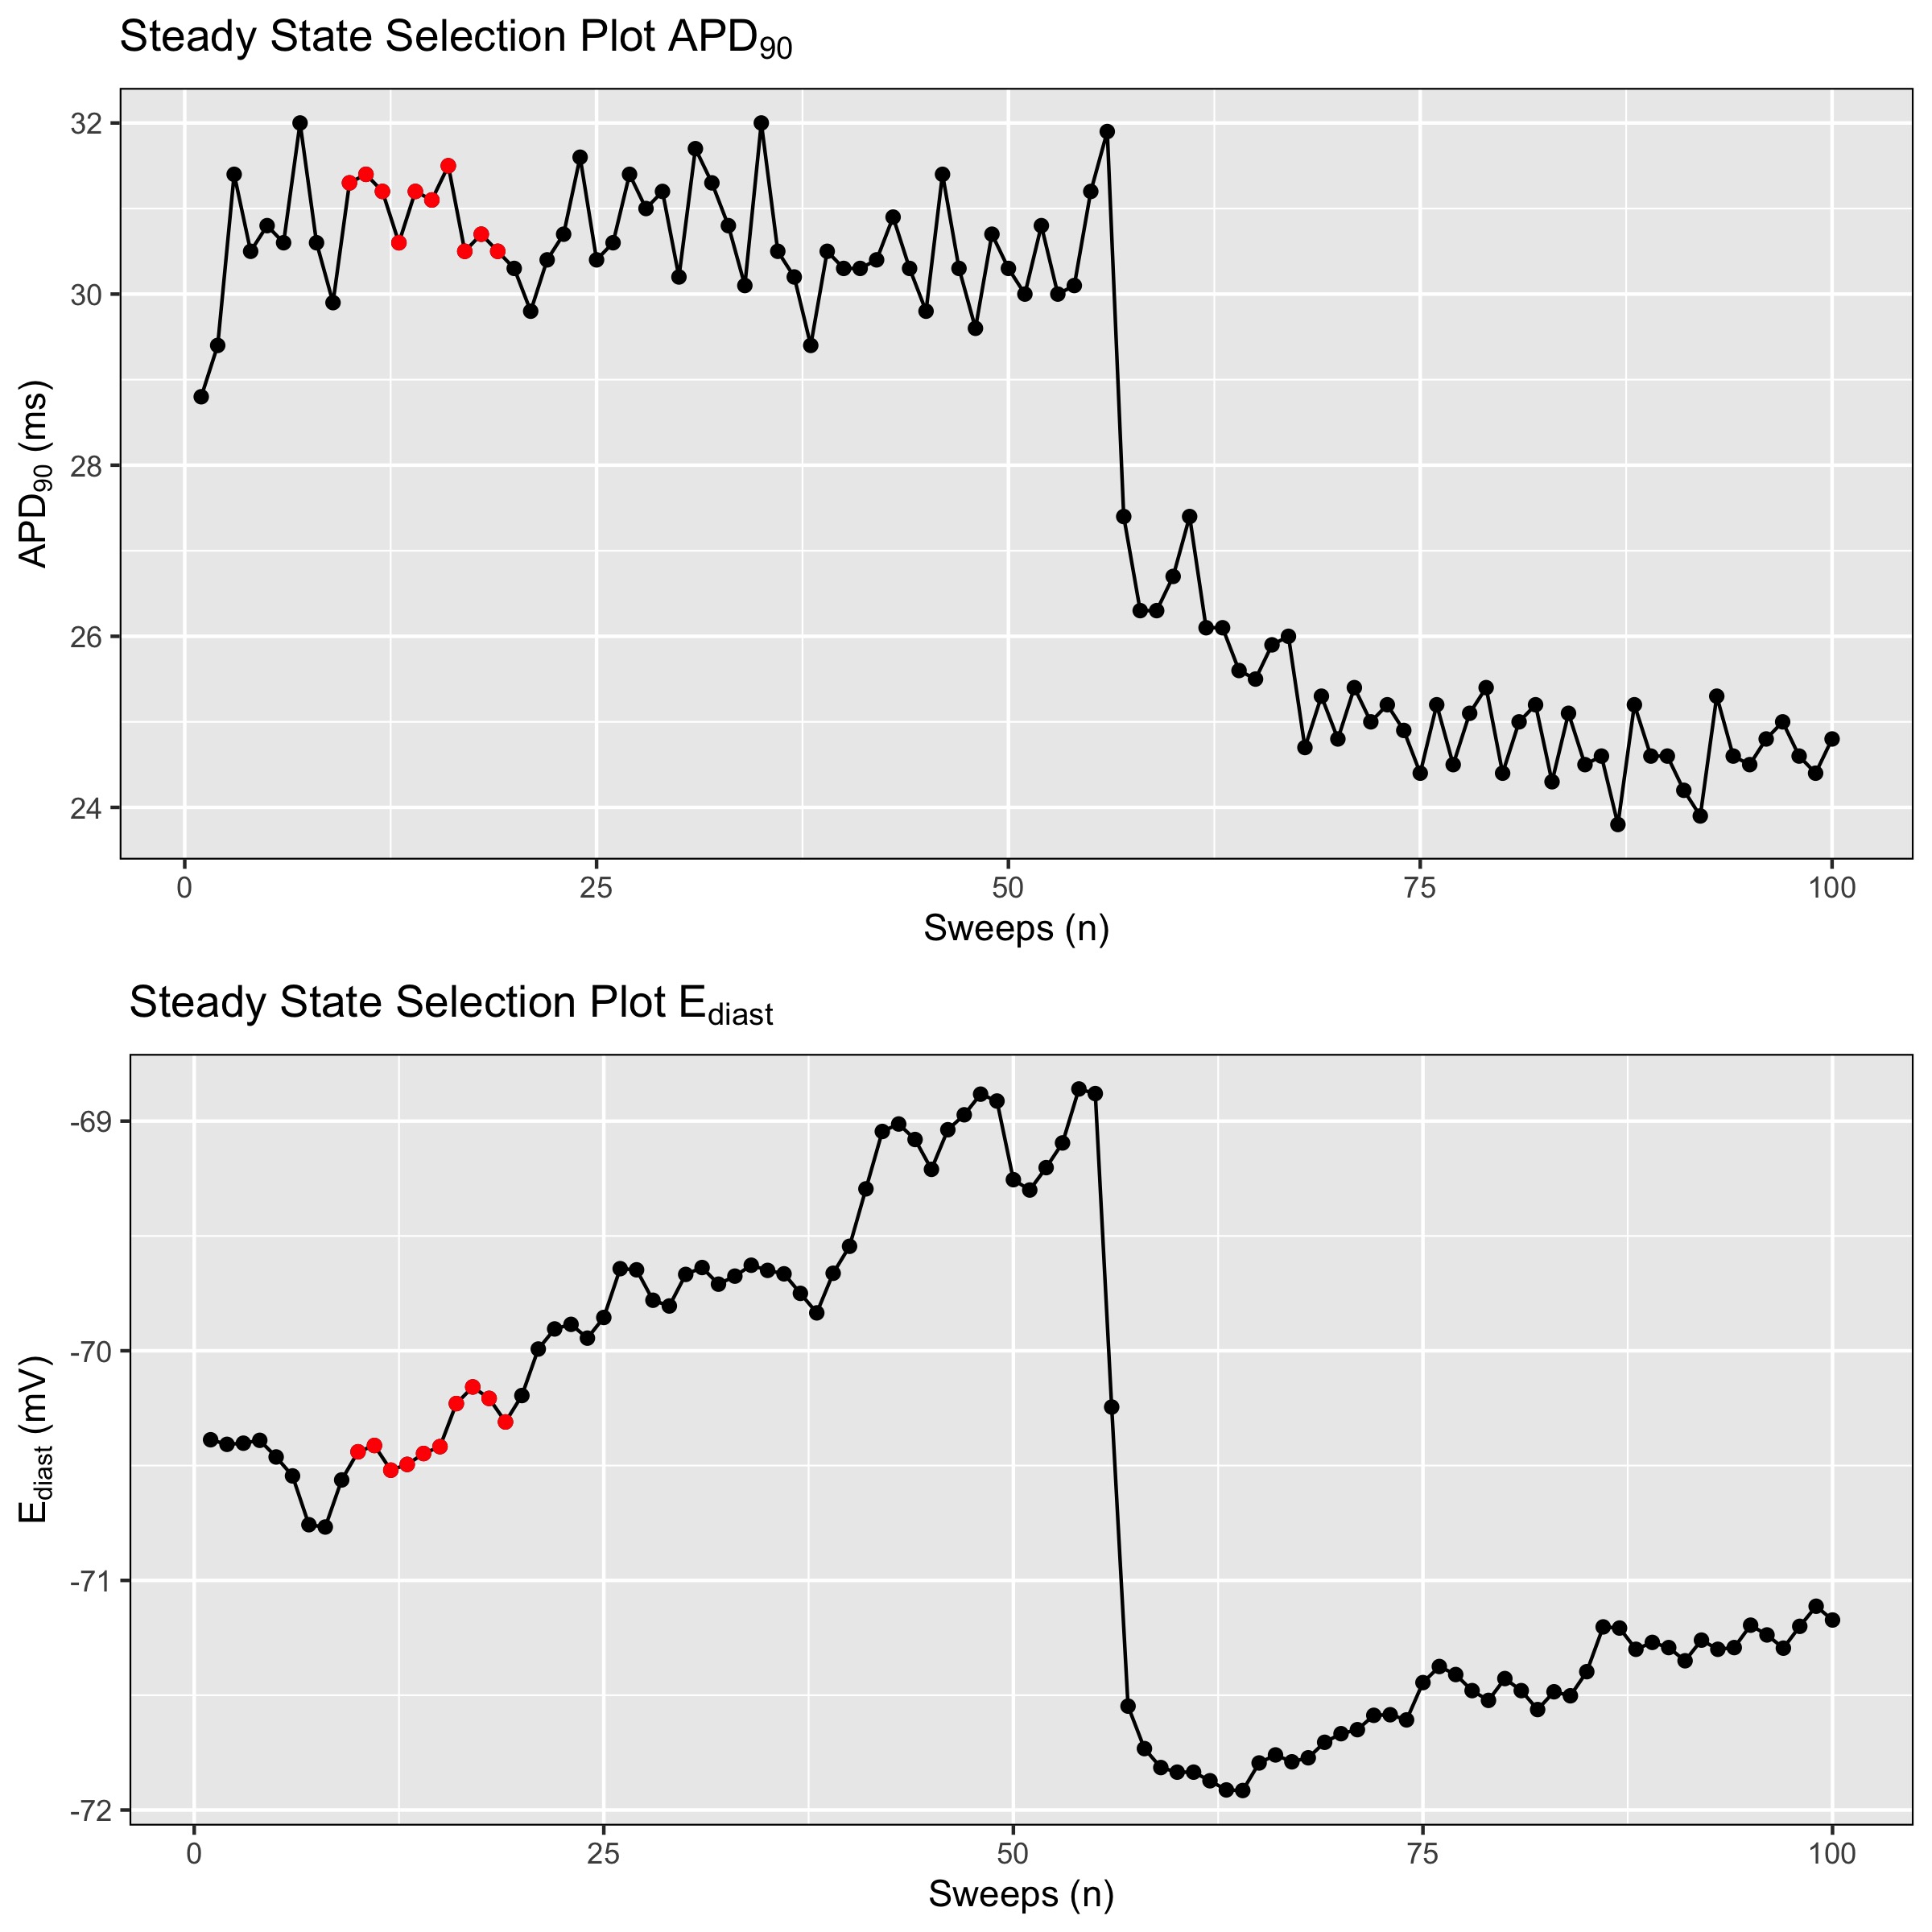 Steady State Selection Plot APD90
32
30
28
26
24
APD90 (ms)
0 25 50 75 100
Sweeps (n)
Steady State Selection Plot Ediast
-69
-70
-71
-72
Ediast (mV)
0 25 50 75 100
Sweeps (n)